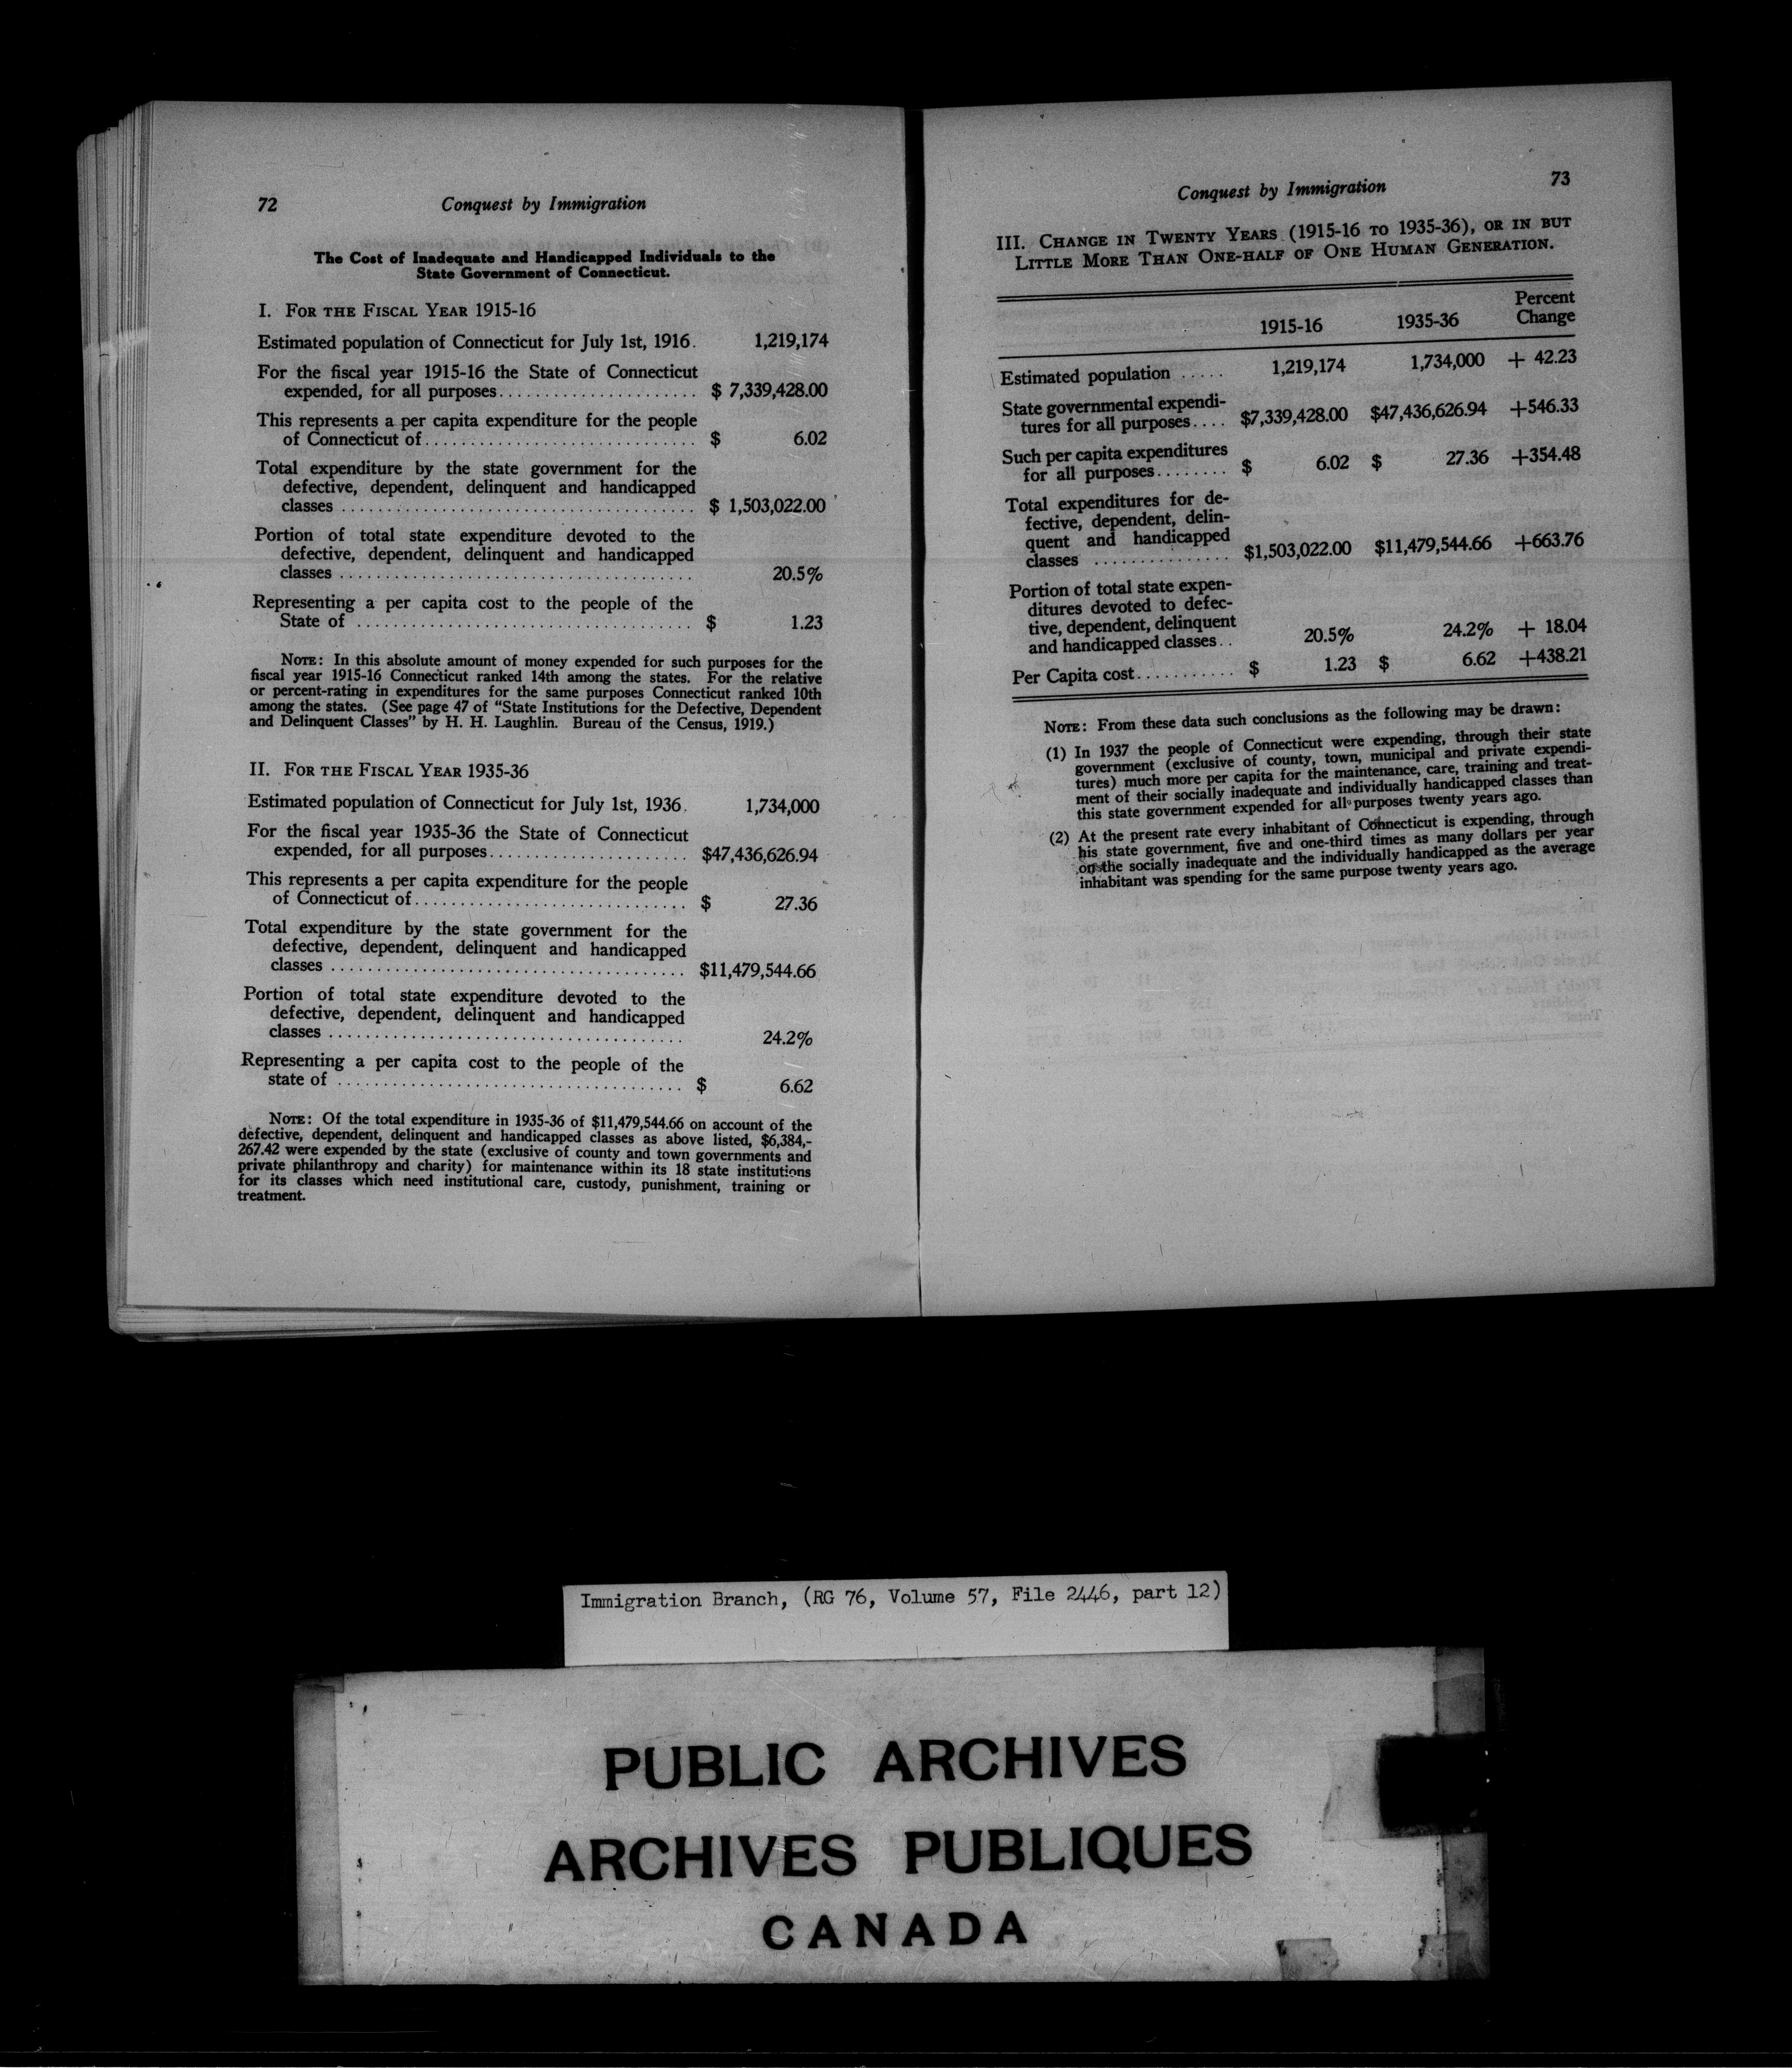 72 Conquest by Immigration
The Cost of Inadequate and Handicapped Individuals to the
State Government of Connecticut.
I. FOR THE FISCAL YEAR 1915-16
Estimated population of Connecticut for July 1st, 1916. 1,219,174
For the fiscal year 1915-16 the State of Connecticut
expended, for all purposes...................... $ 7,339,428.00
This represents a per capita expenditure for the people
of Connecticut of.............................. $ 6.02
Total expenditure by the state government for the
defective, dependent, delinquent and handicapped
classes ...................................... $ 1,503,022.00
Portion of total state expenditure devoted to the
defective, dependent, delinquent and handicapped
classes ...................................... 20.5%
Representing a per capita cost to the people of the
State of .................................... $ 1.23
NOTE: In this absolute amount of money expended for such purposes for the
fiscal year 1915-16 Connecticut ranked 14th among the states. For the relative
or percent-rating in expenditures for the same purposes Connecticut ranked 10th
among the states. (See page 47 of "State Institutions for the Defective, Dependent
and Delinquent Classes" by H. H. Laughlin. Bureau of the Census, 1919.)
II. FOR THE FISCAL YEAR 1935-36
Estimated population of Connecticut for July 1st, 1936. 1,734,000
For the fiscal year 1935-36 the State of Connecticut
expended, for all purposes...................... $47,436,626.94
This represents a per capita expenditure for the people
of Connecticut of.............................. $ 27.36
Total expenditure by the state government for the
defective, dependent, delinquent and handicapped
classes ...................................... $11,479,544.66
Portion of total state expenditure devoted to the
defective, dependent, delinquent and handicapped
classes ...................................... 24.2%
Representing a per capita cost to the people of the
state of ..................................... $ 6.62
NOTE: Of the total expenditure in 1935-36 of $11,479,544.66 on account of the
defective, dependent, delinquent and handicapped classes as above listed, $6,384,-
267.42 were expended by the state (exclusive of county and town governments and
private philanthropy and charity) for maintenance within its 18 state institutions
for its classes which need institutional care, custody, punishment, training or
treatment.
Conquest by Immigration 73
III. CHANGE IN TWENTY YEARS (1915-16 TO 1935-36), OR IN BUT
LITTLE MORE THAN ONE-HALF OF ONE HUMAN GENERATION.
Percent
1915-16 1935-36 Change
Estimated population ..... 1,219,174 1,734,000 + 42.23
State governmental expendi-
tures for all purposes.... $7,339,428.00 $47,436,626.94 +546.33
Such per capita expenditures
for all purposes........ $ 6.02 $ 27.36 +354.48
Total expenditures for de-
fective, dependent, delin-
quent and handicapped
classes ............... $1,503,022.00 $11,479,544.66 +663.76
Portion of total state expen-
ditures devoted to defec-
tive, dependent, delinquent
and handicapped classes.. 20.5% 24.2% + 18.04
Per Capita cost........... $ 1.23 $ 6.62 +438.21
NOTE: From these data such conclusions as the following may be drawn:
(1) In 1937 the people of Connecticut were expending, through their state
government (exclusive of county, town, municipal and private expendi-
tures) much more per capita for the maintenance, care, training and treat-
ment of their socially inadequate and individually handicapped classes than
this state government expended for all purposes twenty years ago.
(2) At the present rate every inhabitant of Connecticut is expending, through
his state government, five and one-third times as many dollars per year
on the socially inadequate and the individually handicapped as the average
inhabitant was spending for the same purpose twenty years ago.
Immigration Branch, (RG 76, Volume 57, File 2446, part 12)
PUBLIC ARCHIVES
ARCHIVES PUBLIQUES
CANADA